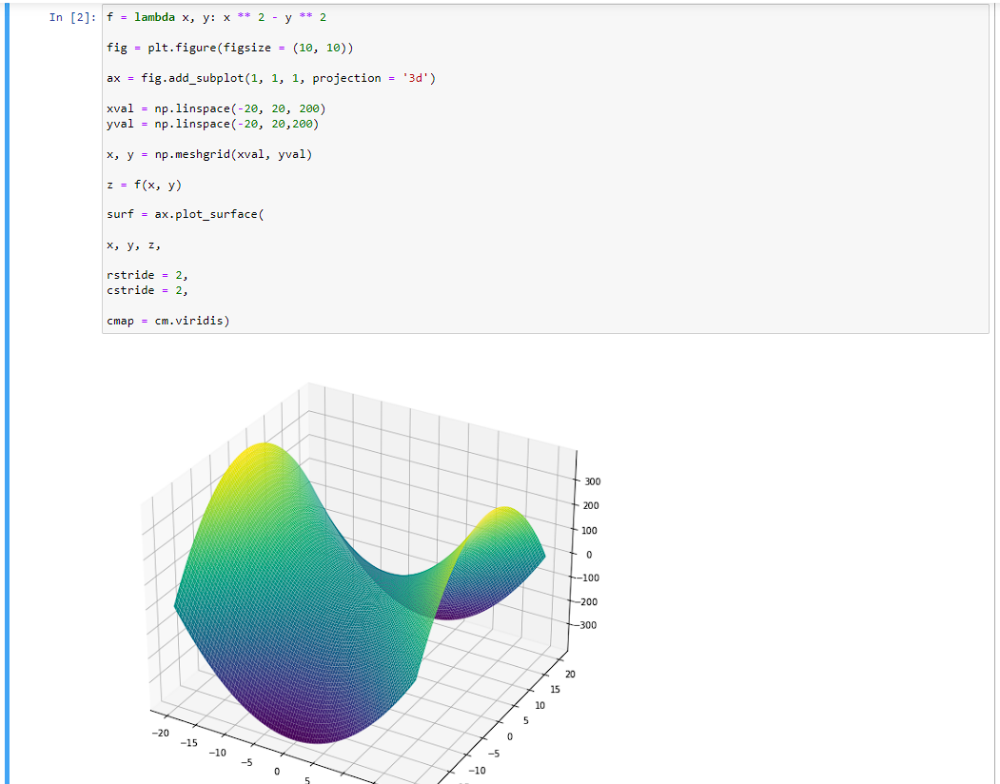 In [2]: f = lambda x, y: x ** 2 - y ** 2
fig = plt.figure(figsize = (10, 10))
ax = fig.add_subplot(1, 1, 1, projection = '3d')
xval = np.linspace(-20, 20, 200)
yval = np.linspace(-20, 20,200)
x, y = np.meshgrid(xval, yval)
z = f(x, y)
surf = ax.plot_surface(
x, y, z,
rstride = 2,
cstride = 2,
cmap = cm.viridis)
300
200
100
0
−100
−200
−300
20
15
10
5
0
−5
−10
−20
−15
−10
−5
0
5